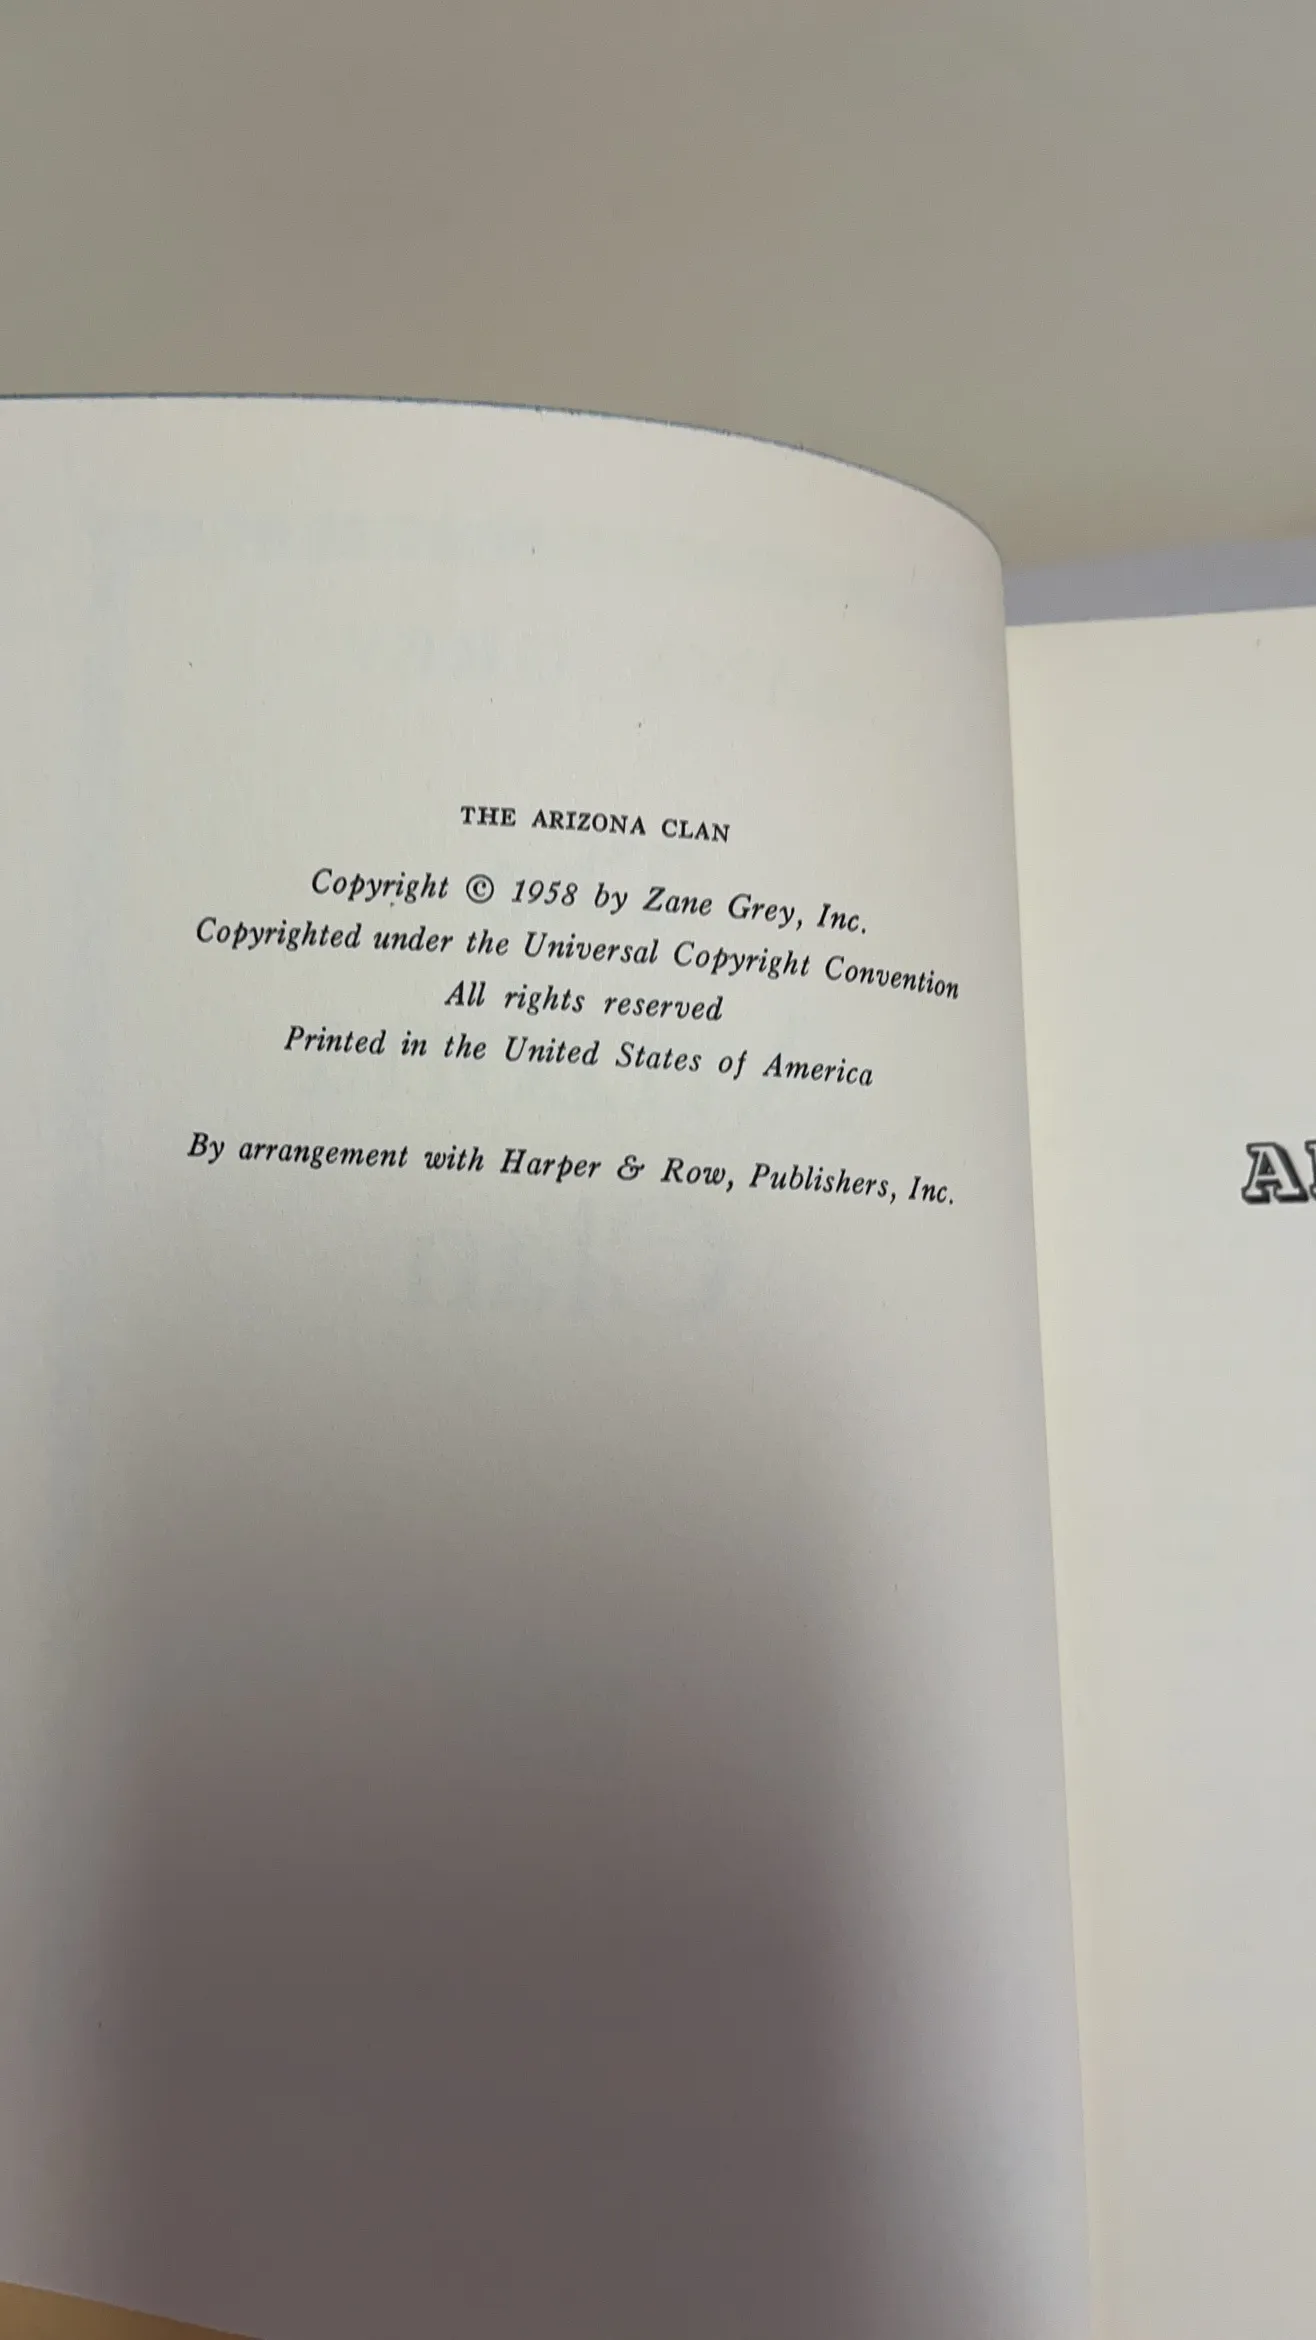 THE ARIZONA CLAN
Copyright © 1958 by Zane Grey, Inc.
Copyrighted under the Universal Copyright Convention
All rights reserved
Printed in the United States of America
By arrangement with Harper & Row, Publishers, Inc.